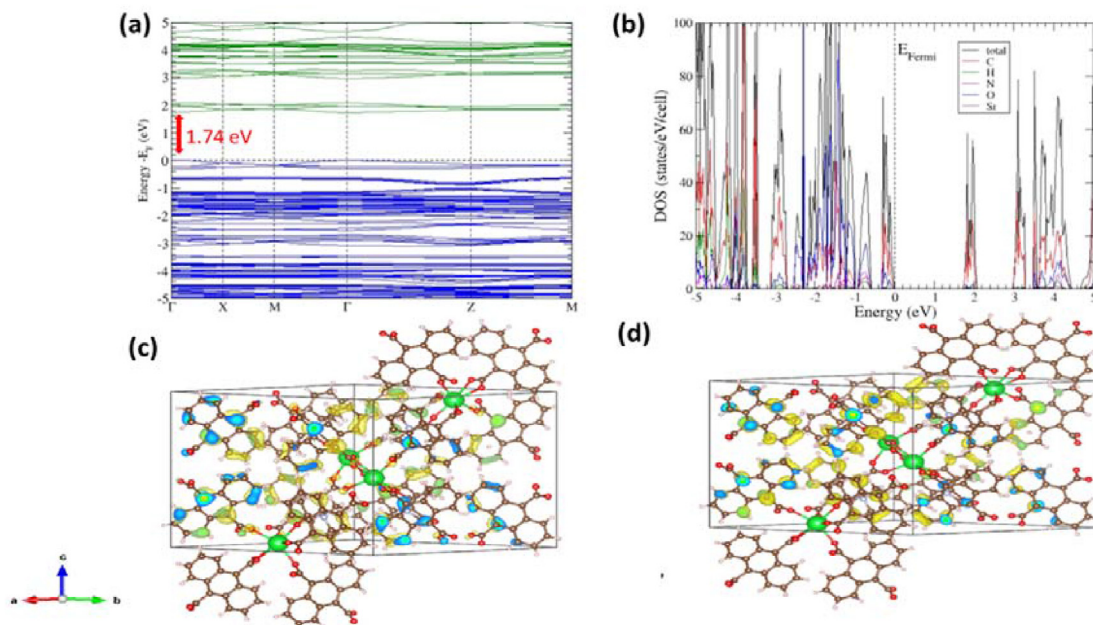 (a)
5
4
3
2
1
0
-1
-2
-3
-4
-5
Energy -E_F (eV)
1.74 eV
Γ X M Γ Z M
(b)
100
80
60
40
20
0
DOS (states/eV/cell)
E_Fermi
total
C
H
N
O
Sr
-5 -4 -3 -2 -1 0 1 2 3 4 5
Energy (eV)
(c)
(d)
c
a
b